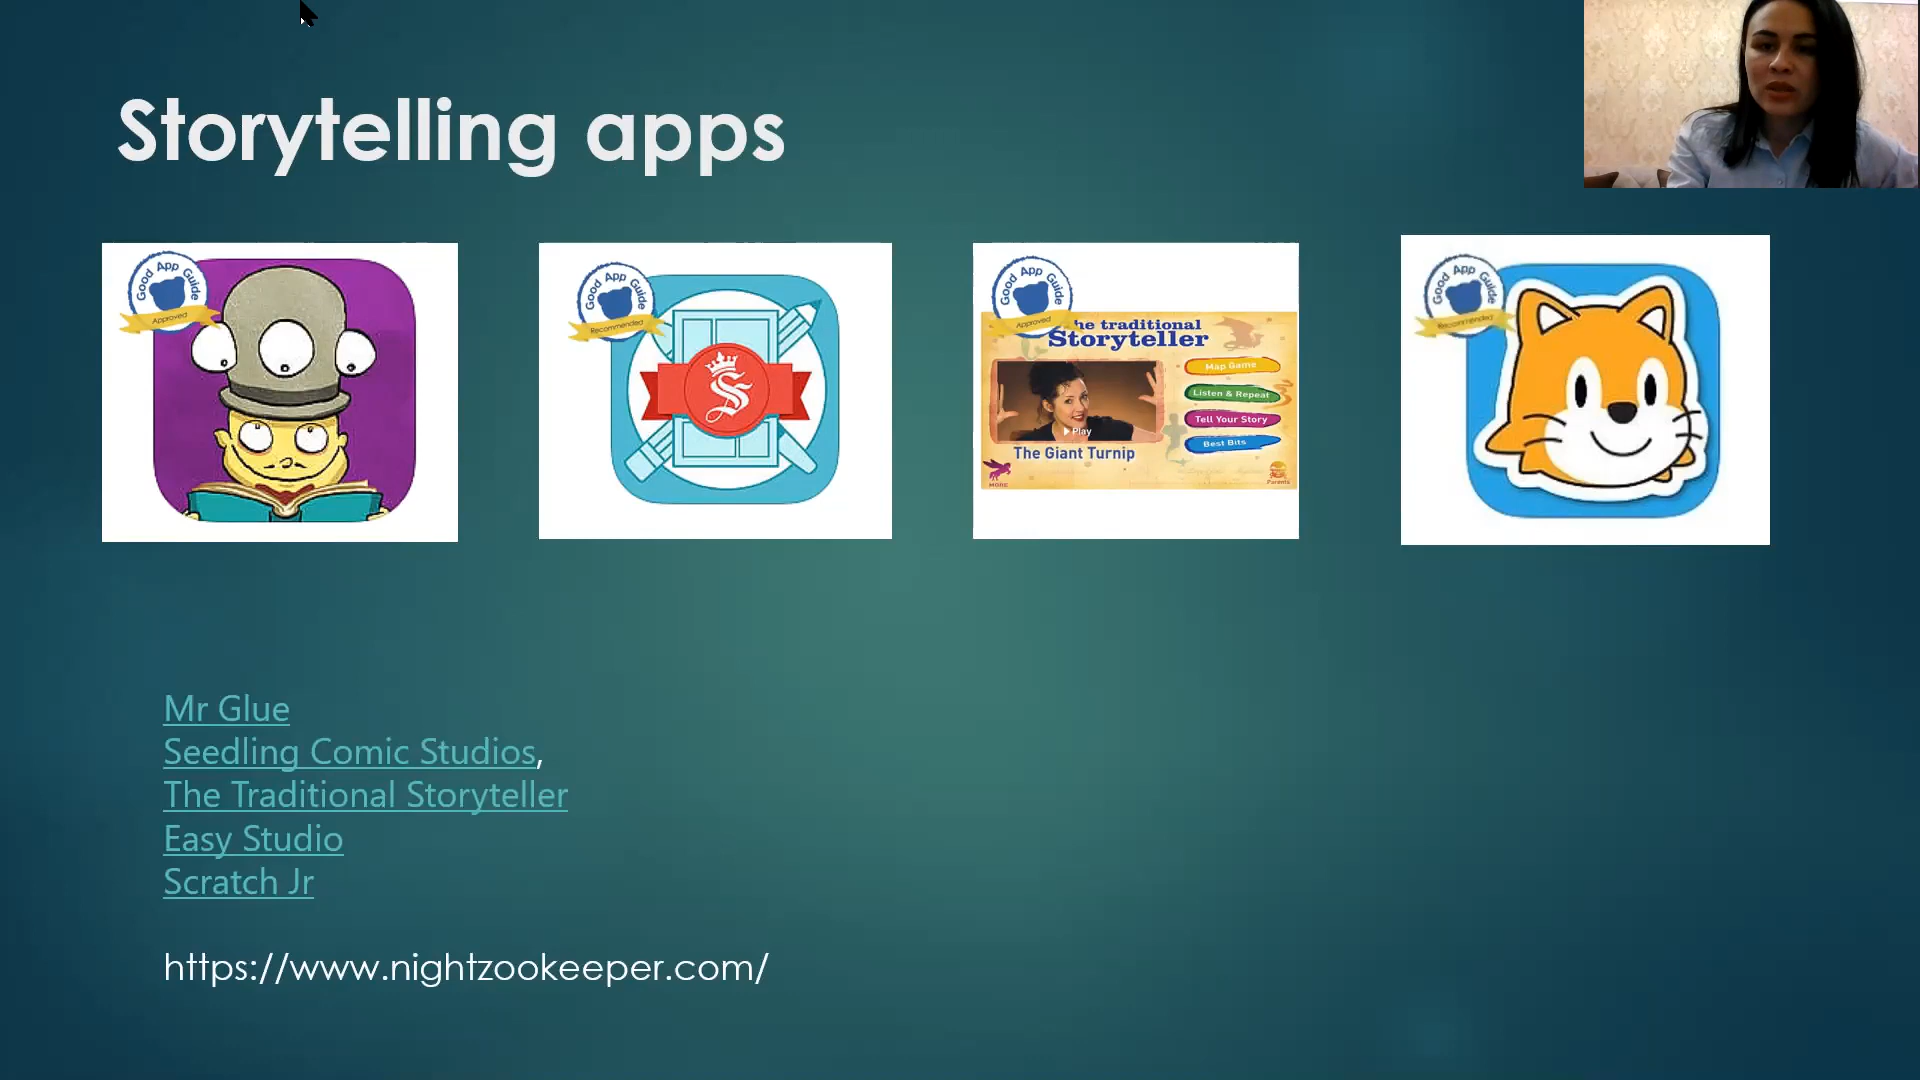 Storytelling apps
Good App Guide
Approved
Good App Guide
Recommended
S
Good App Guide
Approved
he traditional
Storyteller
Play
The Giant Turnip
Map Game
Listen & Repeat
Tell Your Story
Best Bits
MORE
Parents
Good App Guide
Recommended
Mr Glue
Seedling Comic Studios,
The Traditional Storyteller
Easy Studio
Scratch Jr
https://www.nightzookeeper.com/